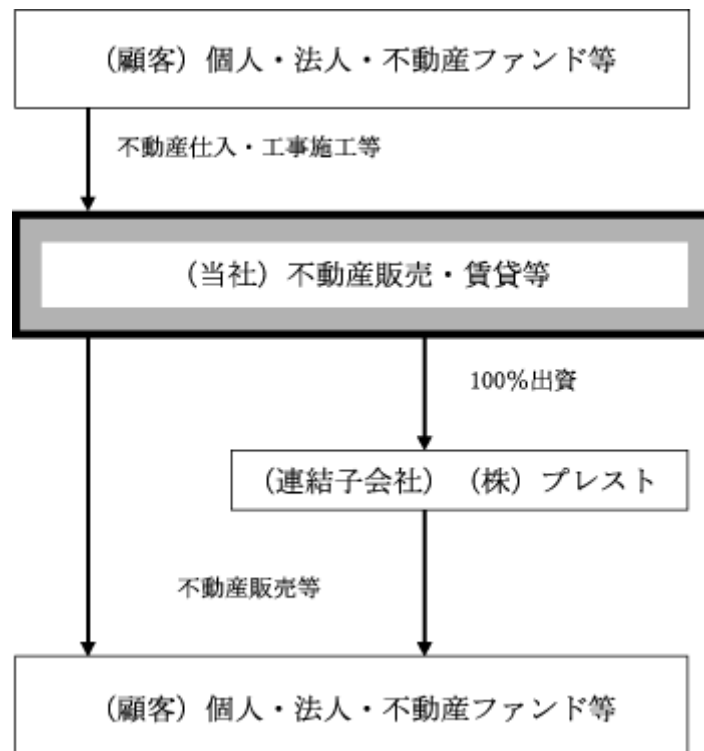 （顧客）個人・法人・不動産ファンド等
不動産仕入・工事施工等
（当社）不動産販売・賃貸等
100％出資
（連結子会社）（株）プレスト
不動産販売等
（顧客）個人・法人・不動産ファンド等